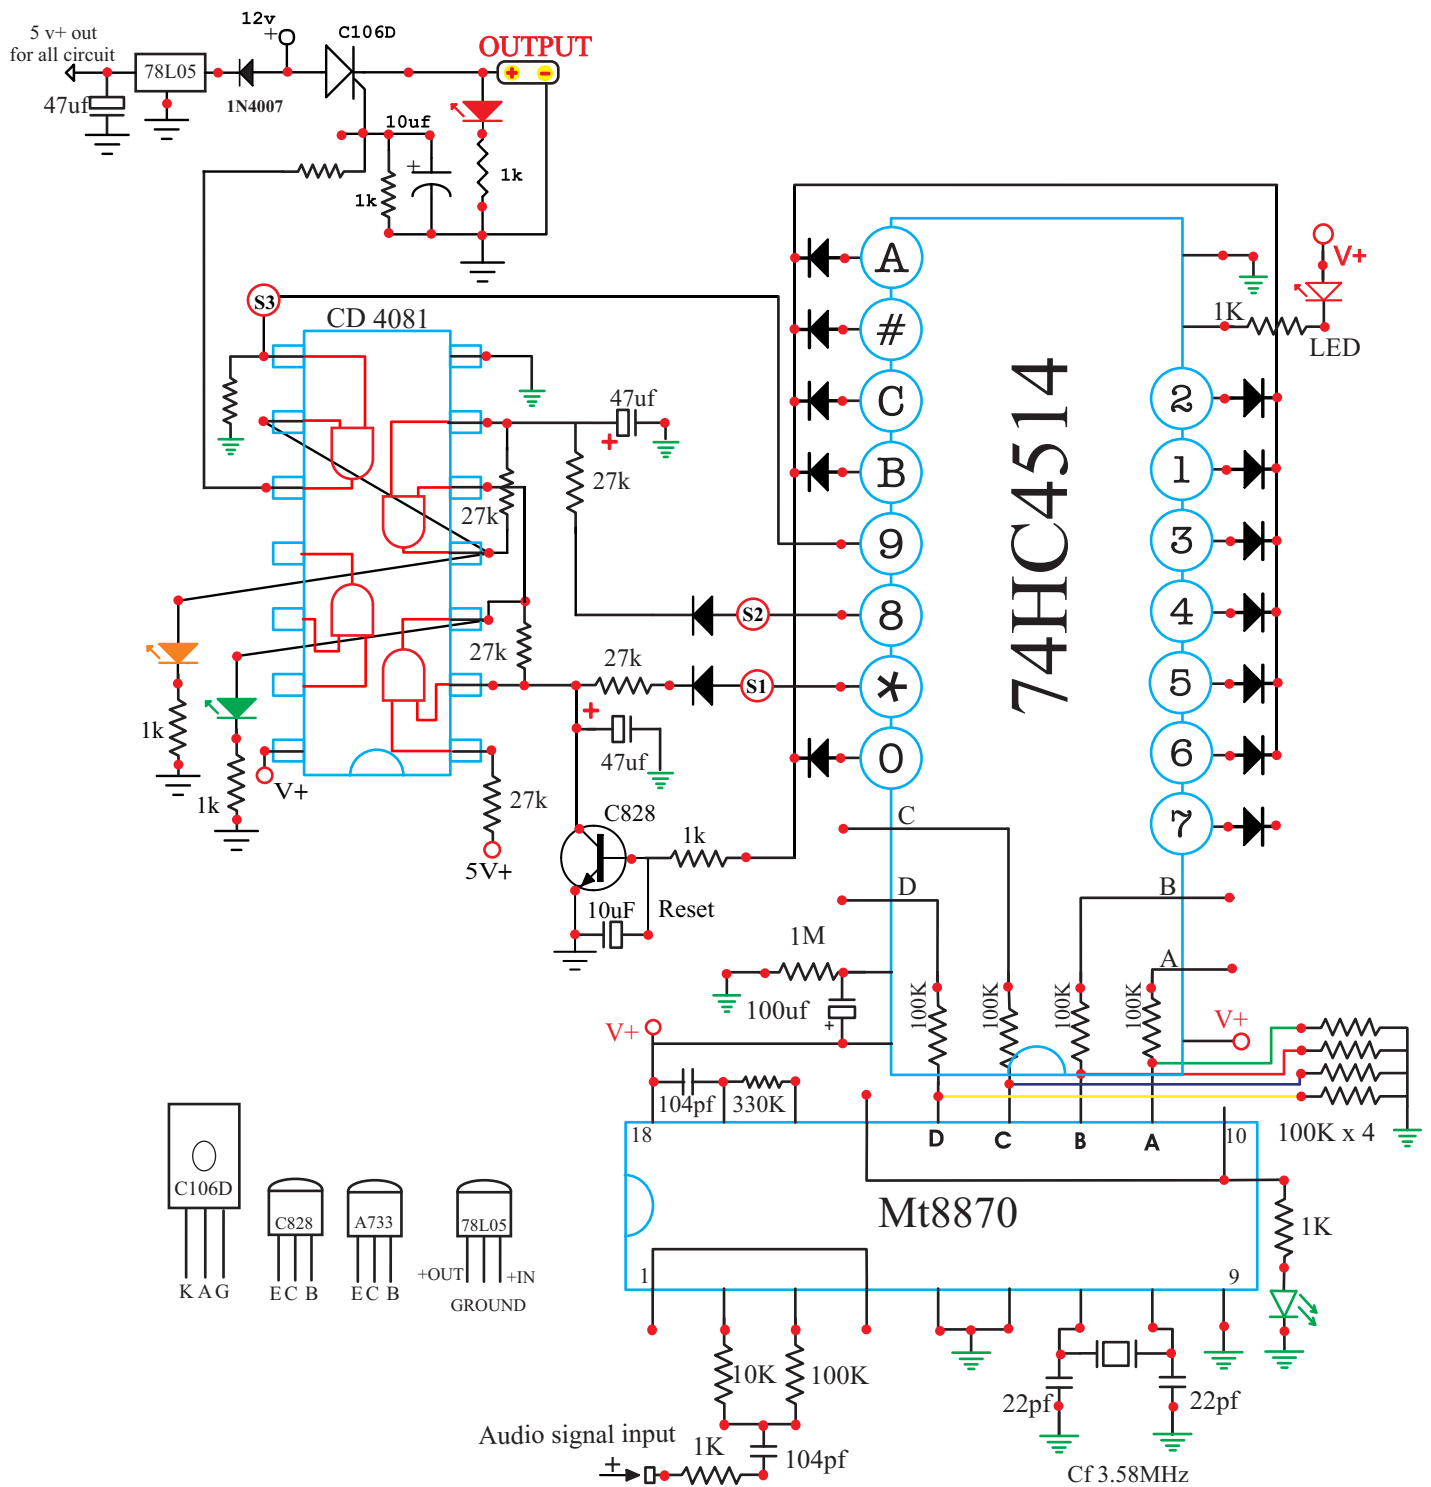 5 v+ out
for all circuit
12v
+
C106D
OUTPUT
+ -
78L05
47uf
1N4007
10uf
+
1k
1k
S3
CD 4081
47uf
+
27k
27k
S2
27k
27k
S1
+
47uf
1k
1k
V+
27k
5V+
C828
1k
10uF
Reset
A
#
C
B
9
8
*
0
74HC4514
V+
1K
LED
2
1
3
4
5
6
7
C
D
B
A
1M
100uf
+
100K
100K
100K
100K
V+
V+
104pf
330K
100K x 4
18
D
C
B
A
10
Mt8870
1
9
1K
10K
100K
22pf
22pf
Audio signal input
+
1K
104pf
Cf 3.58MHz
C106D
K A G
C828
E C B
A733
E C B
78L05
+OUT
+IN
GROUND